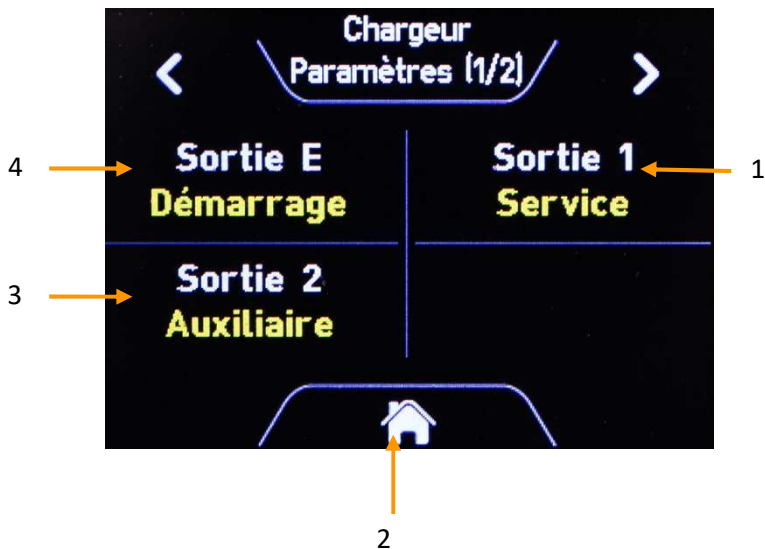 Chargeur
Paramètres (1/2)
4
Sortie E
Démarrage
Sortie 1
Service
1
3
Sortie 2
Auxiliaire
2